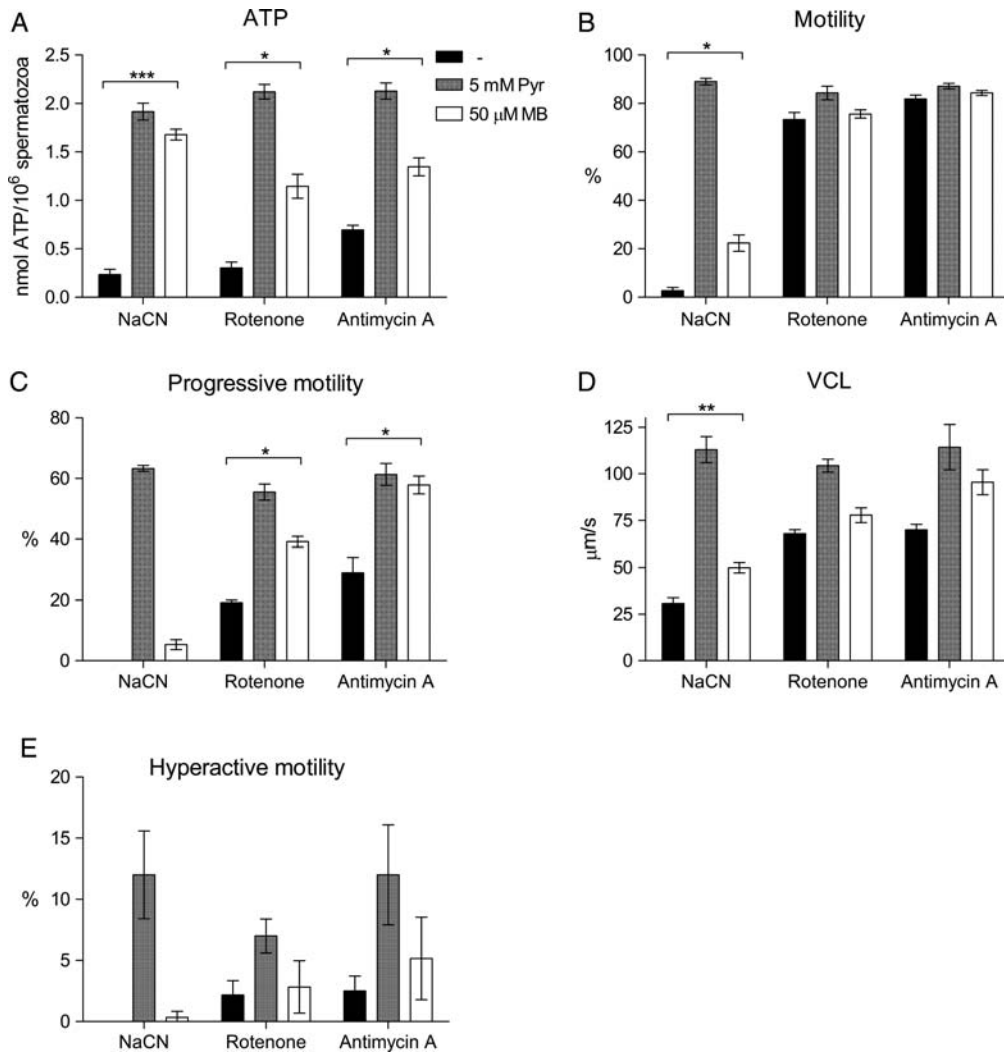 A
ATP
nmol ATP/10⁶ spermatozoa
2.5
2.0
1.5
1.0
0.5
0.0
***
*
*
-
5 mM Pyr
50 μM MB
NaCN
Rotenone
Antimycin A
B
Motility
%
100
80
60
40
20
0
*
NaCN
Rotenone
Antimycin A
C
Progressive motility
%
80
60
40
20
0
*
*
NaCN
Rotenone
Antimycin A
D
VCL
μm/s
125
100
75
50
25
0
**
NaCN
Rotenone
Antimycin A
E
Hyperactive motility
%
20
15
10
5
0
NaCN
Rotenone
Antimycin A